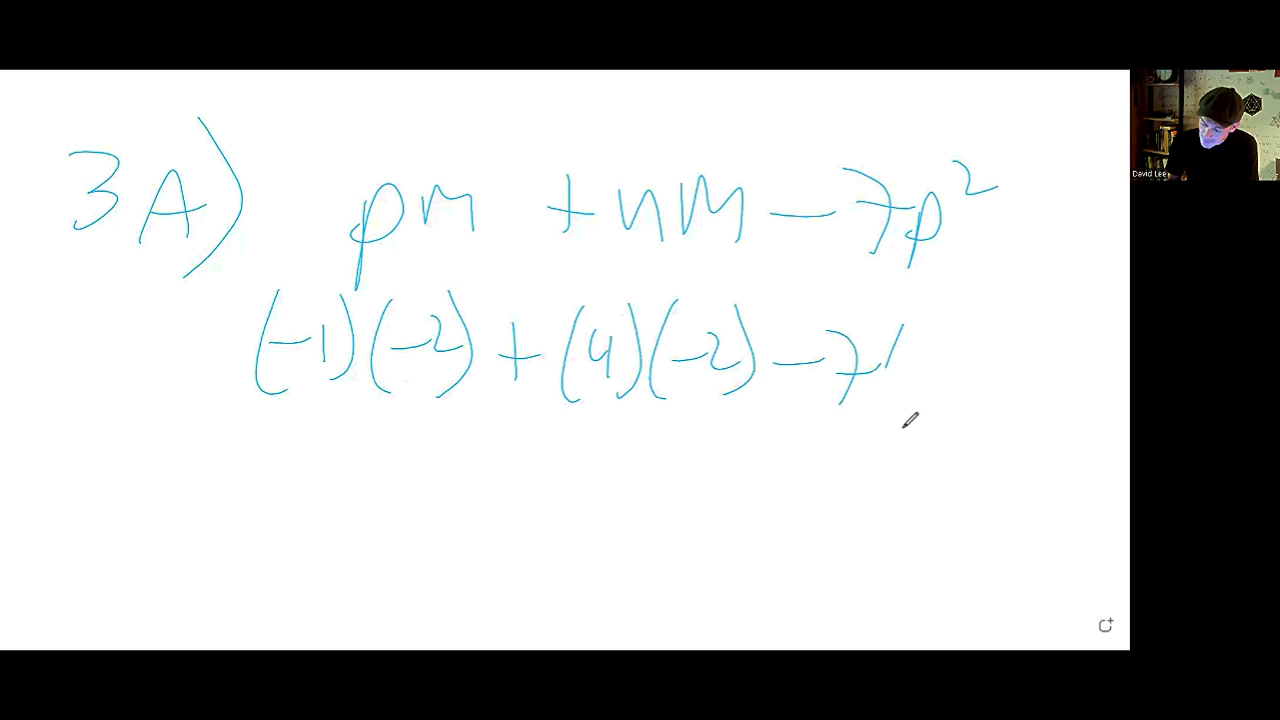 3A) pm + nm - 7p²
(-1)(-2) + (4)(-2) - 7(
David Lee